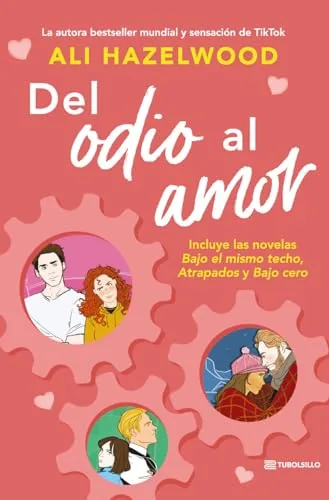 La autora bestseller mundial y sensación de TikTok
ALI HAZELWOOD
Del
odio al
amor
Incluye las novelas
Bajo el mismo techo,
Atrapados y Bajo cero
TUBOLSILLO